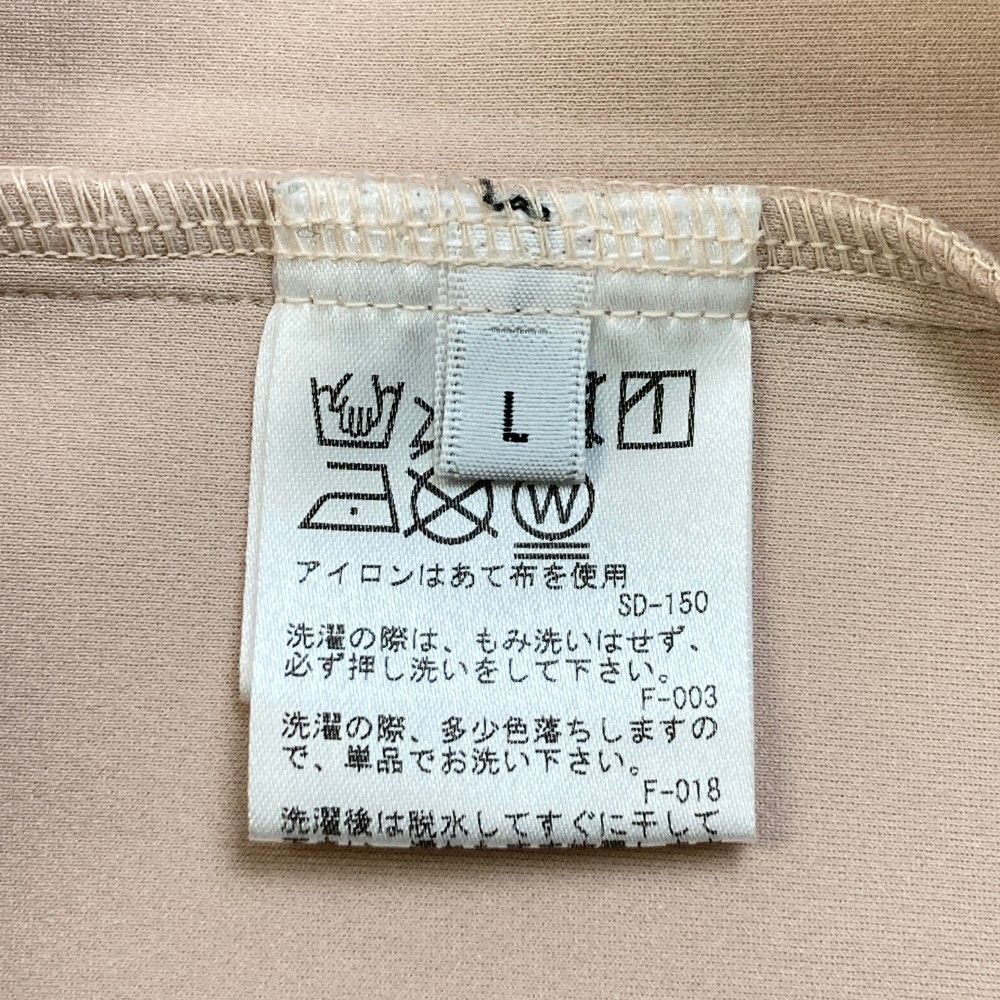 L
W
アイロンはあて布を使用
SD-150
洗濯の際は、もみ洗いはせず、
必ず押し洗いをして下さい。
F-003
洗濯の際、多少色落ちしますの
で、単品でお洗い下さい。
F-018
洗濯後は脱水してすぐに干して